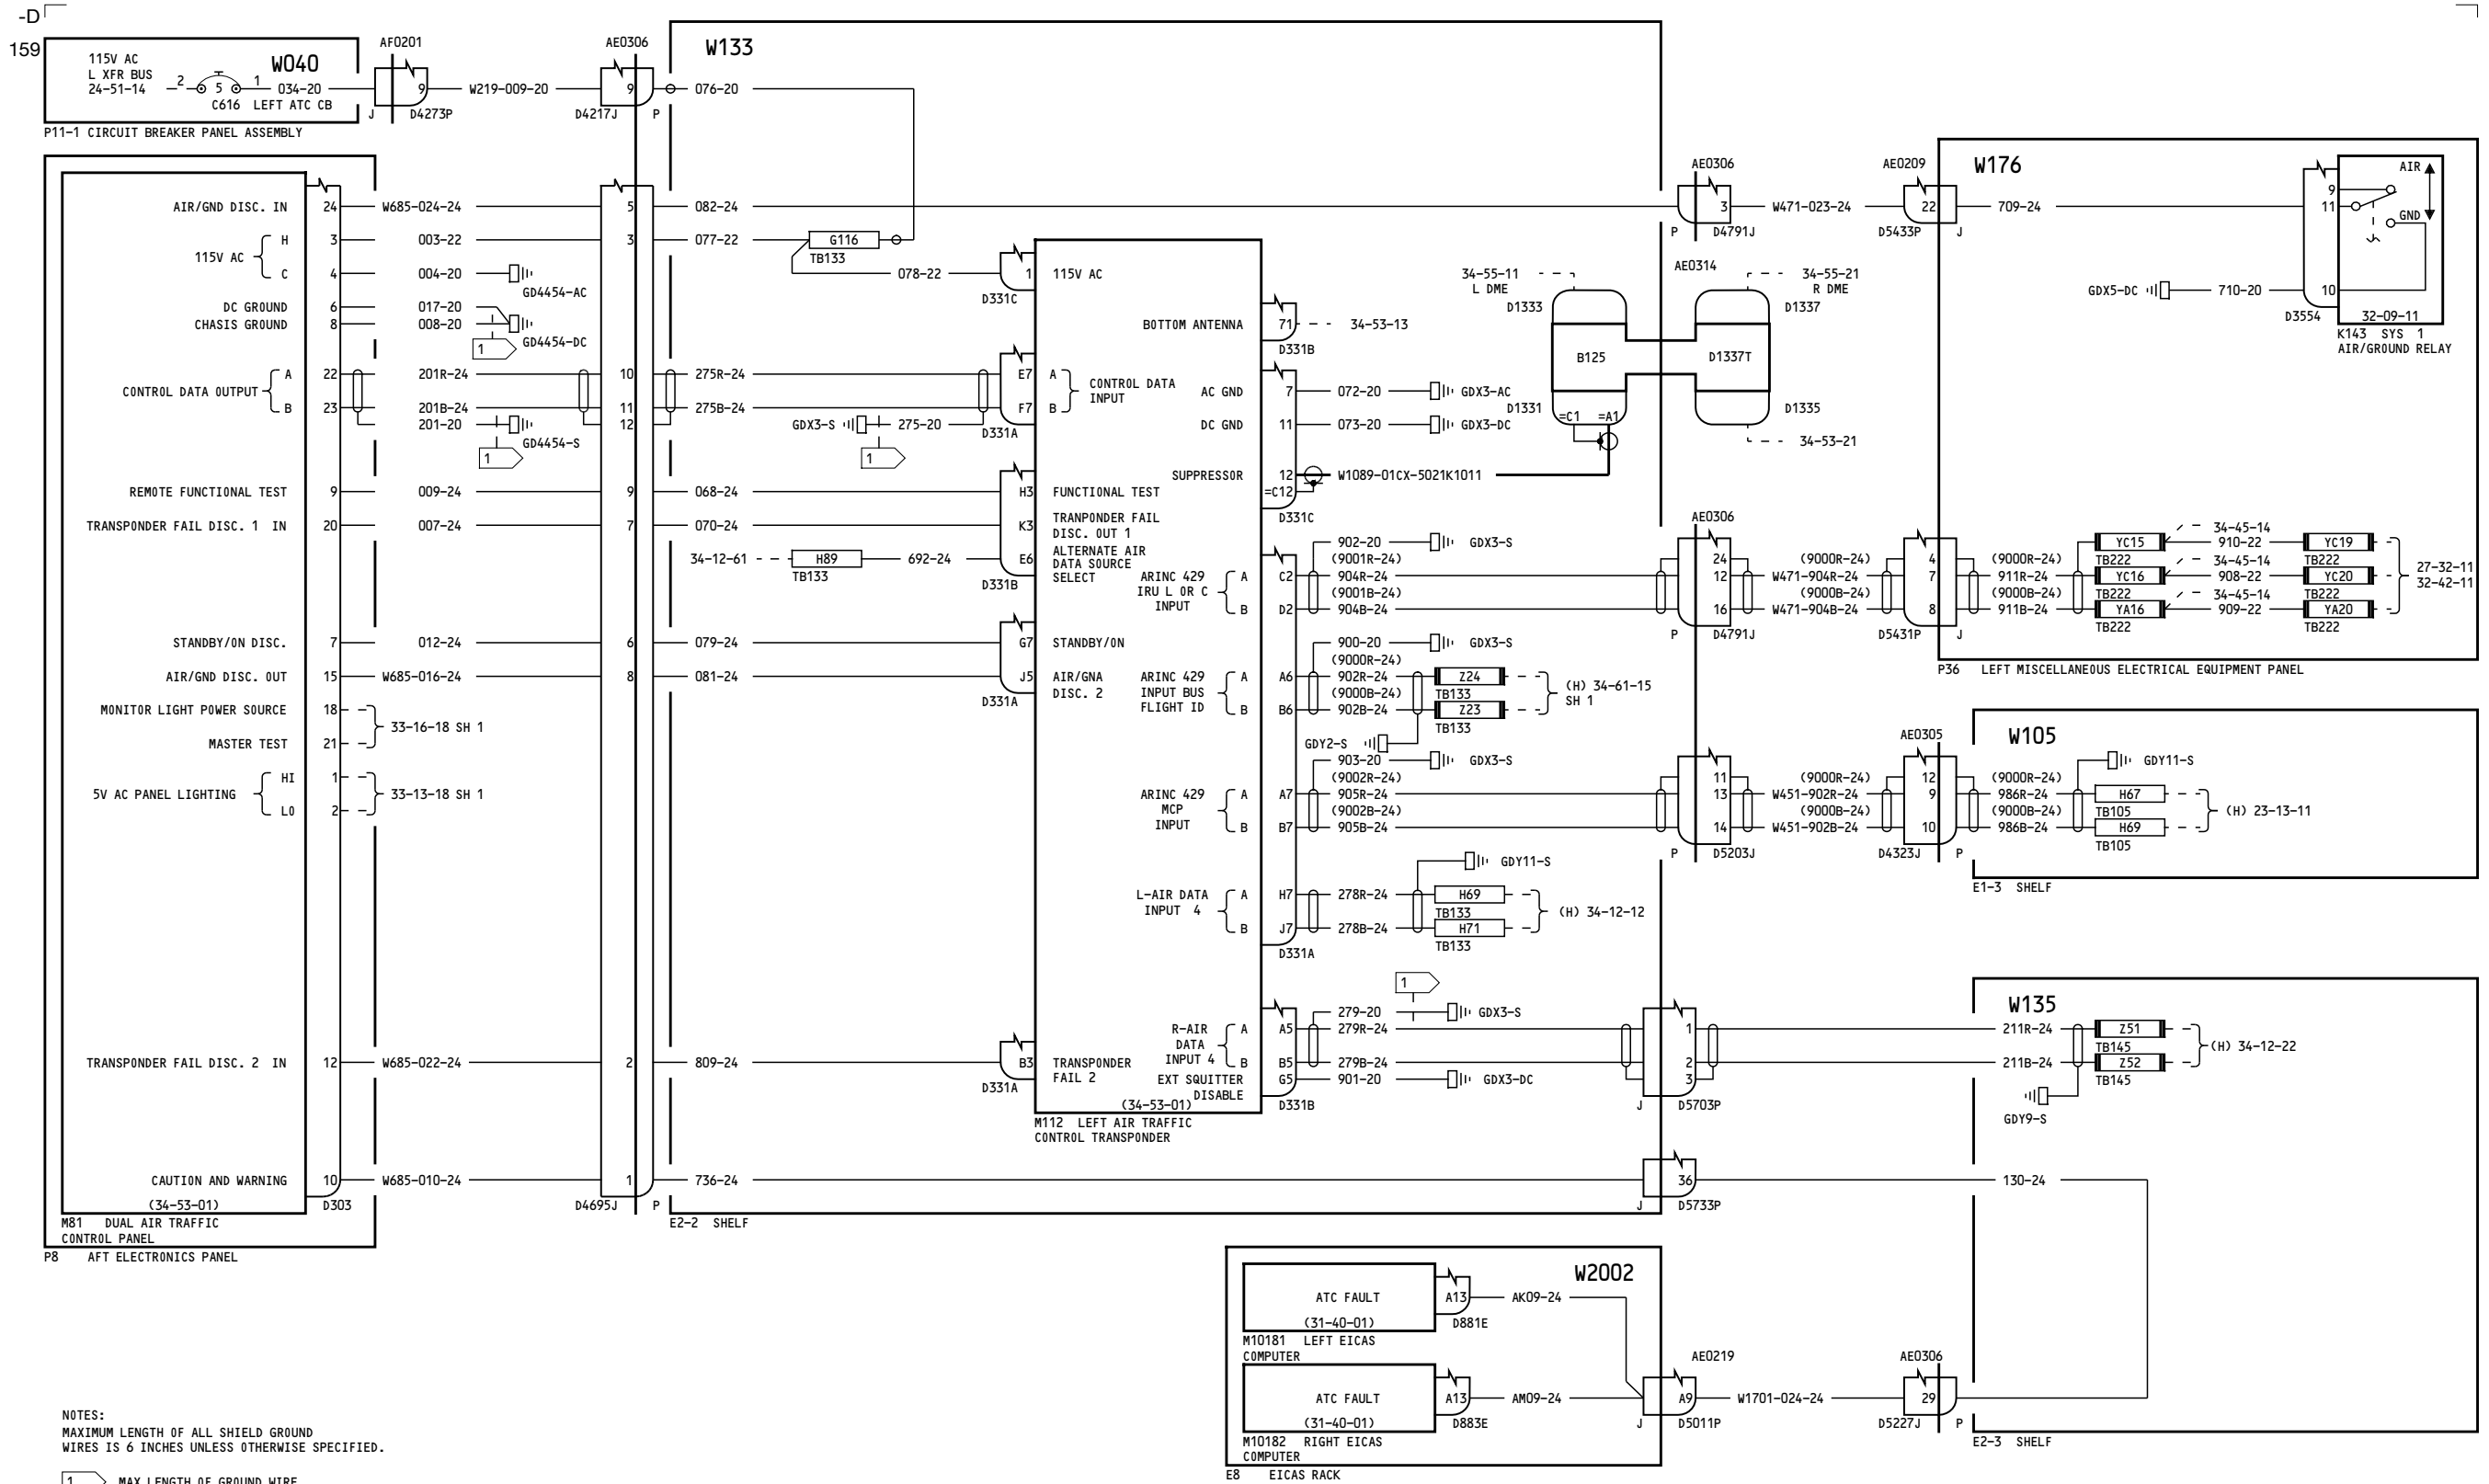 -D
159
115V AC
L XFR BUS
24-51-14
2
5
1
W040
034-20
C616 LEFT ATC CB
P11-1 CIRCUIT BREAKER PANEL ASSEMBLY
AF0201
9
J
D4273P
W219-009-20
AE0306
9
D4217J
P
W133
076-20
AIR/GND DISC. IN
24
W685-024-24
5
082-24
115V AC
H
3
003-22
3
077-22
G116
TB133
C
4
004-20
GD4454-AC
078-22
1
115V AC
D331C
DC GROUND
6
017-20
CHASIS GROUND
8
008-20
GD4454-DC
1
CONTROL DATA OUTPUT
A
22
201R-24
10
275R-24
E7
A
CONTROL DATA
INPUT
B
23
201B-24
11
275B-24
F7
B
201-20
GD4454-S
12
GDX3-S
275-20
D331A
1
1
REMOTE FUNCTIONAL TEST
9
009-24
9
068-24
H3
FUNCTIONAL TEST
TRANSPONDER FAIL DISC. 1 IN
20
007-24
7
070-24
K3
TRANPONDER FAIL
DISC. OUT 1
34-12-61
H89
TB133
692-24
E6
ALTERNATE AIR
DATA SOURCE
SELECT
D331B
STANDBY/ON DISC.
7
012-24
6
079-24
G7
STANDBY/ON
AIR/GND DISC. OUT
15
W685-016-24
8
081-24
J5
AIR/GNA
DISC. 2
D331A
MONITOR LIGHT POWER SOURCE
18
33-16-18 SH 1
MASTER TEST
21
5V AC PANEL LIGHTING
HI
1
33-13-18 SH 1
LO
2
TRANSPONDER FAIL DISC. 2 IN
12
W685-022-24
2
809-24
B3
TRANSPONDER
FAIL 2
D331A
CAUTION AND WARNING
10
W685-010-24
1
736-24
(34-53-01)
D303
D4695J
P
M81 DUAL AIR TRAFFIC
CONTROL PANEL
P8 AFT ELECTRONICS PANEL
E2-2 SHELF
BOTTOM ANTENNA
71
34-53-13
D331B
AC GND
7
072-20
GDX3-AC
DC GND
11
073-20
GDX3-DC
SUPPRESSOR
12
W1089-01CX-5021K1011
=C12
D331C
34-55-11
L DME
D1333
B125
D1331
=C1 =A1
AE0314
34-55-21
R DME
D1337
D1337T
D1335
34-53-21
902-20
GDX3-S
ARINC 429
IRU L OR C
INPUT
A
C2
(9001R-24)
904R-24
B
D2
(9001B-24)
904B-24
900-20
GDX3-S
ARINC 429
INPUT BUS
FLIGHT ID
A
A6
(9000R-24)
902R-24
Z24
TB133
B
B6
(9000B-24)
902B-24
Z23
TB133
(H) 34-61-15
SH 1
GDY2-S
903-20
GDX3-S
ARINC 429
MCP
INPUT
A
A7
(9002R-24)
905R-24
B
B7
(9002B-24)
905B-24
GDY11-S
L-AIR DATA
INPUT 4
A
H7
278R-24
H69
TB133
B
J7
278B-24
H71
TB133
(H) 34-12-12
D331A
1
279-20
GDX3-S
R-AIR
DATA
INPUT 4
A
A5
279R-24
B
B5
279B-24
EXT SQUITTER
DISABLE
G5
901-20
GDX3-DC
(34-53-01)
D331B
M112 LEFT AIR TRAFFIC
CONTROL TRANSPONDER
AE0306
3
P
D4791J
W471-023-24
AE0209
22
D5433P
J
W176
709-24
9
11
AIR
GND
GDX5-DC
710-20
10
D3554
32-09-11
K143 SYS 1
AIR/GROUND RELAY
AE0306
24
12
16
P
D4791J
(9000R-24)
W471-904R-24
(9000B-24)
W471-904B-24
4
7
8
D5431P
J
(9000R-24)
911R-24
(9000B-24)
911B-24
YC15
TB222
34-45-14
910-22
YC19
TB222
YC16
TB222
34-45-14
908-22
YC20
TB222
YA16
TB222
34-45-14
909-22
YA20
TB222
27-32-11
32-42-11
P36 LEFT MISCELLANEOUS ELECTRICAL EQUIPMENT PANEL
11
13
14
P
D5203J
(9000R-24)
W451-902R-24
(9000B-24)
W451-902B-24
AE0305
12
9
10
D4323J
P
W105
(9000R-24)
986R-24
(9000B-24)
986B-24
GDY11-S
H67
TB105
H69
TB105
(H) 23-13-11
E1-3 SHELF
1
2
3
J
D5703P
W135
211R-24
211B-24
Z51
TB145
Z52
TB145
(H) 34-12-22
GDY9-S
36
J
D5733P
130-24
W2002
ATC FAULT
A13
AK09-24
(31-40-01)
D881E
M10181 LEFT EICAS
COMPUTER
ATC FAULT
A13
AM09-24
(31-40-01)
D883E
M10182 RIGHT EICAS
COMPUTER
E8 EICAS RACK
AE0219
A9
J
D5011P
W1701-024-24
AE0306
29
D5227J
P
E2-3 SHELF
NOTES:
MAXIMUM LENGTH OF ALL SHIELD GROUND
WIRES IS 6 INCHES UNLESS OTHERWISE SPECIFIED.
1
MAX LENGTH OF GROUND WIRE